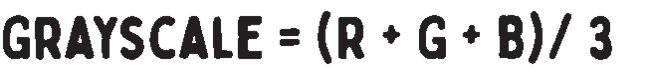 GRAYSCALE = (R + G + B)/ 3